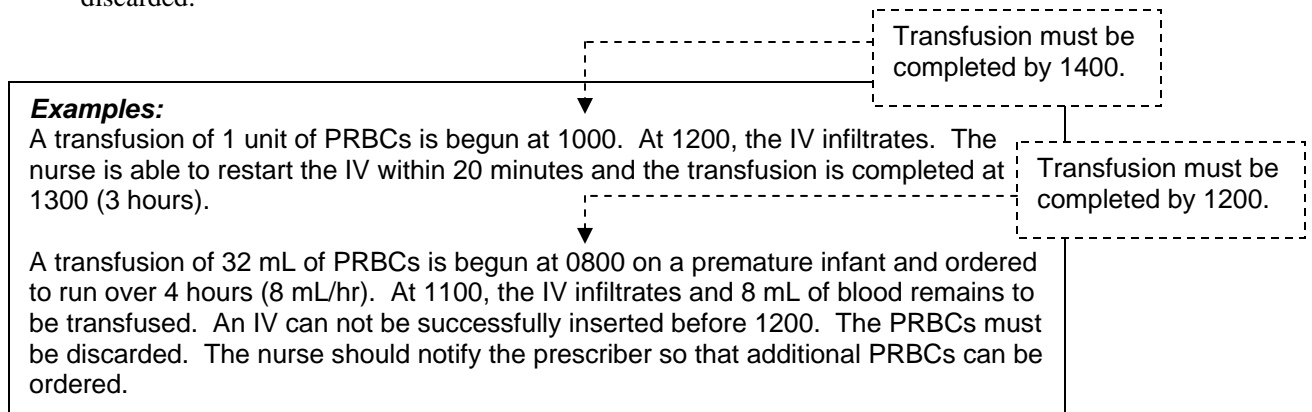 discarded.
Transfusion must be
completed by 1400.
Examples:
A transfusion of 1 unit of PRBCs is begun at 1000.  At 1200, the IV infiltrates.  The
nurse is able to restart the IV within 20 minutes and the transfusion is completed at
1300 (3 hours).
Transfusion must be
completed by 1200.
A transfusion of 32 mL of PRBCs is begun at 0800 on a premature infant and ordered
to run over 4 hours (8 mL/hr).  At 1100, the IV infiltrates and 8 mL of blood remains to
be transfused.  An IV can not be successfully inserted before 1200.  The PRBCs must
be discarded.  The nurse should notify the prescriber so that additional PRBCs can be
ordered.